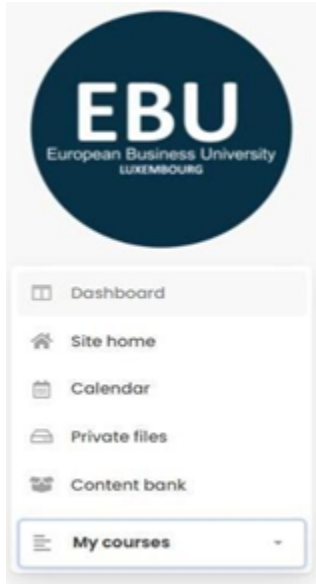 EBU
European Business University
LUXEMBOURG
Dashboard
Site home
Calendar
Private files
Content bank
My courses